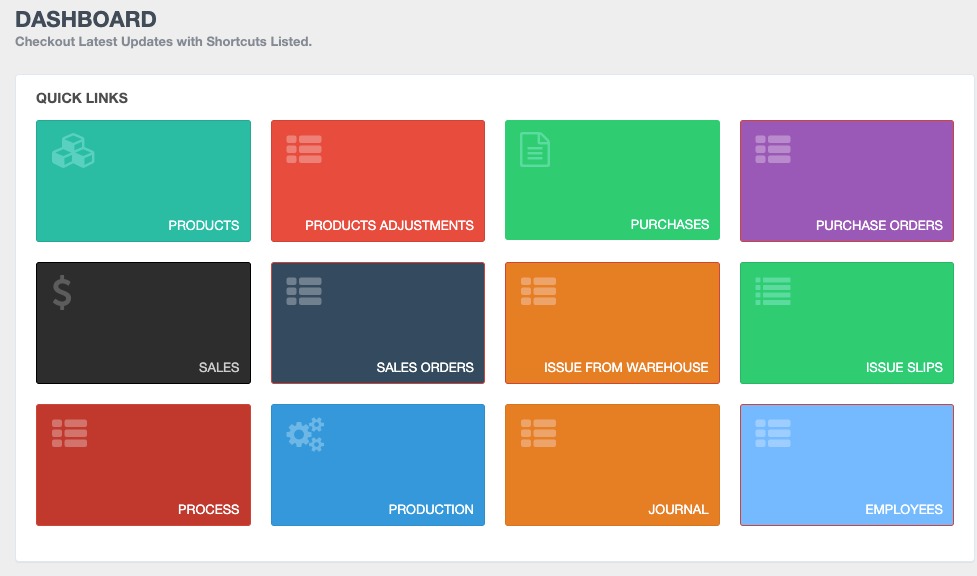 DASHBOARD
Checkout Latest Updates with Shortcuts Listed.
QUICK LINKS
PRODUCTS
PRODUCTS ADJUSTMENTS
PURCHASES
PURCHASE ORDERS
$
SALES
SALES ORDERS
ISSUE FROM WAREHOUSE
ISSUE SLIPS
PROCESS
PRODUCTION
JOURNAL
EMPLOYEES